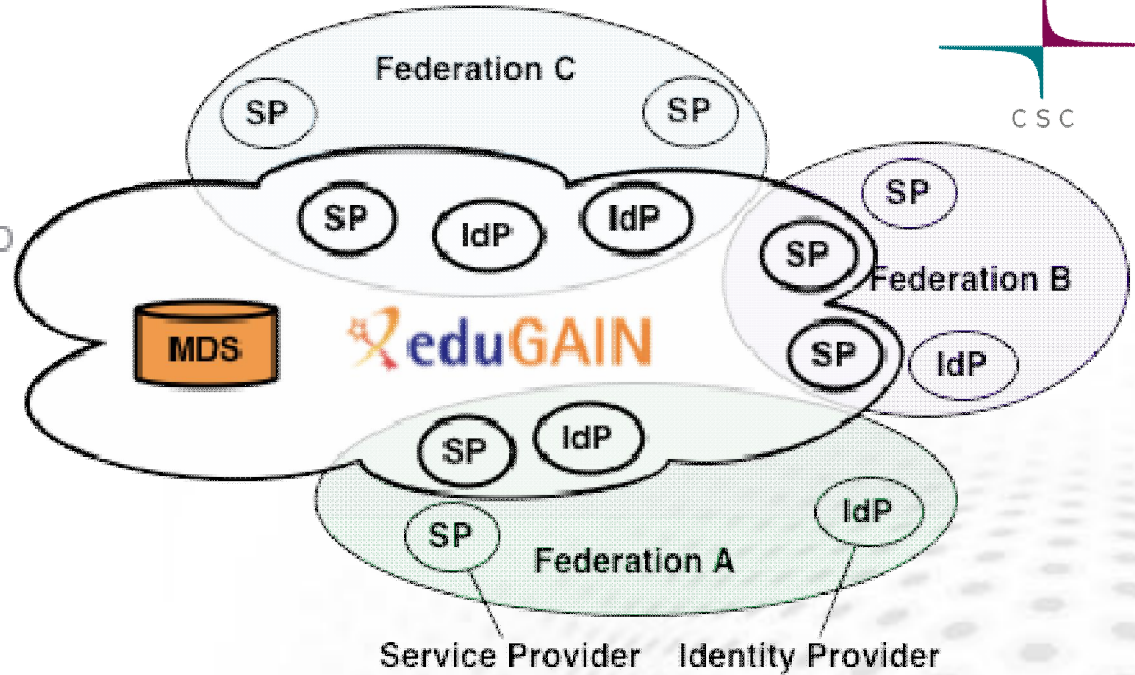 Federation C
SP
SP
CSC
SP
SP
IdP
IdP
SP
Federation B
MDS
eduGAIN
SP
IdP
SP
IdP
SP
IdP
Federation A
Service Provider
Identity Provider